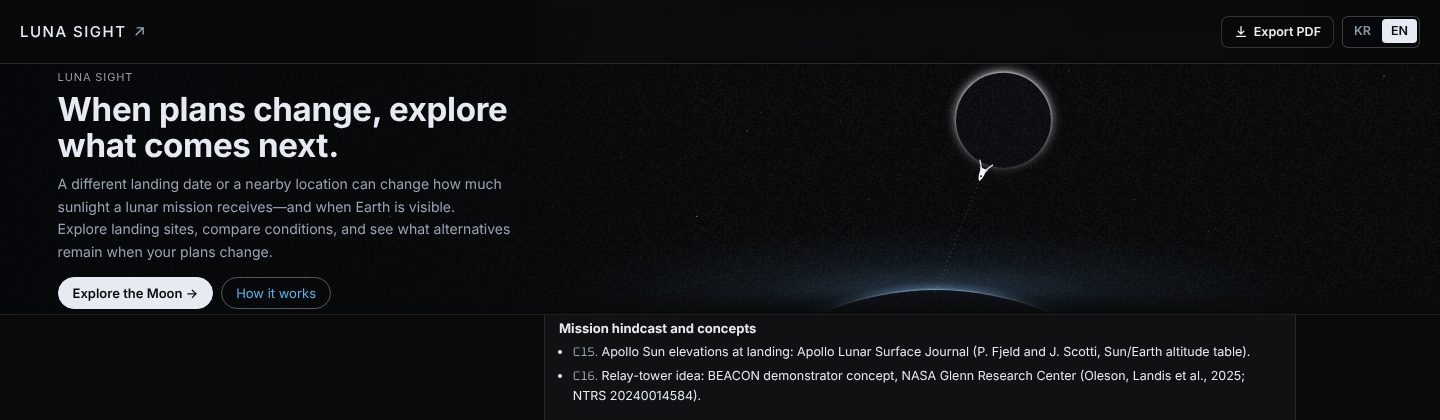 LUNA SIGHT ↗
Export PDF
KR EN
LUNA SIGHT
When plans change, explore
what comes next.
A different landing date or a nearby location can change how much
sunlight a lunar mission receives—and when Earth is visible.
Explore landing sites, compare conditions, and see what alternatives
remain when your plans change.
Explore the Moon →
How it works
Mission hindcast and concepts
• C15. Apollo Sun elevations at landing: Apollo Lunar Surface Journal (P. Fjeld and J. Scotti, Sun/Earth altitude table).
• C16. Relay-tower idea: BEACON demonstrator concept, NASA Glenn Research Center (Oleson, Landis et al., 2025;
NTRS 20240014584).